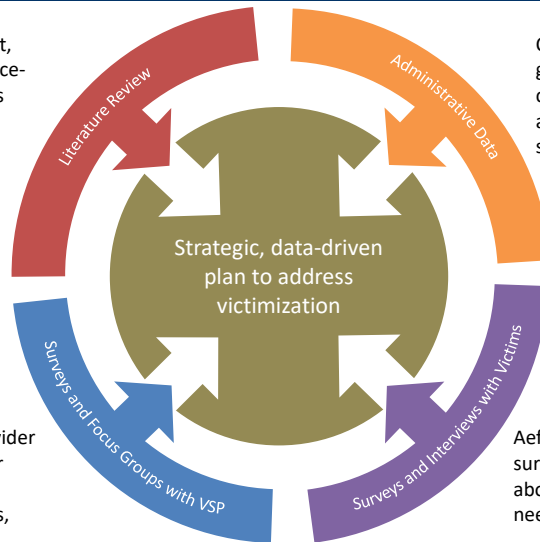 t,
ce-
s
Literature Review
Administrative Data
Strategic, data-driven
plan to address
victimization
Surveys and Focus Groups with VSP
Surveys and Interviews with Victims
vider
r
s,
Aef
sur
abo
nee